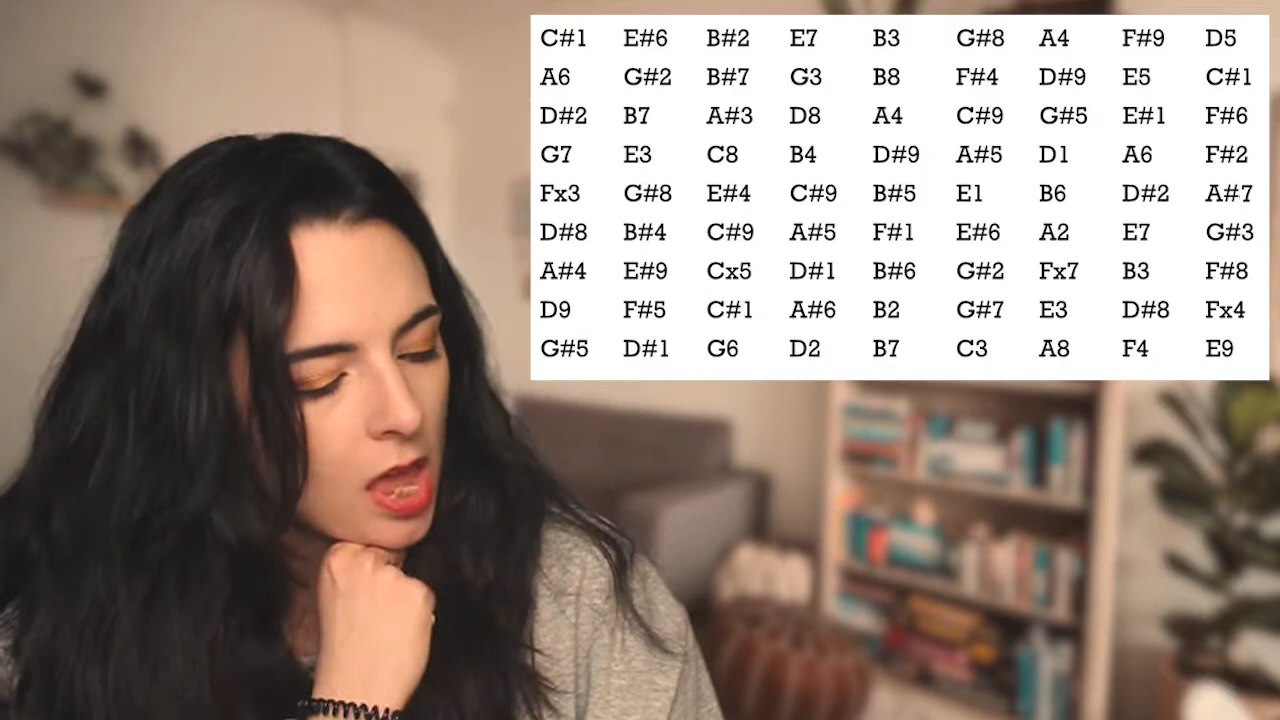 C#1 E#6 B#2 E7 B3 G#8 A4 F#9 D5
A6 G#2 B#7 G3 B8 F#4 D#9 E5 C#1
D#2 B7 A#3 D8 A4 C#9 G#5 E#1 F#6
G7 E3 C8 B4 D#9 A#5 D1 A6 F#2
Fx3 G#8 E#4 C#9 B#5 E1 B6 D#2 A#7
D#8 B#4 C#9 A#5 F#1 E#6 A2 E7 G#3
A#4 E#9 Cx5 D#1 B#6 G#2 Fx7 B3 F#8
D9 F#5 C#1 A#6 B2 G#7 E3 D#8 Fx4
G#5 D#1 G6 D2 B7 C3 A8 F4 E9